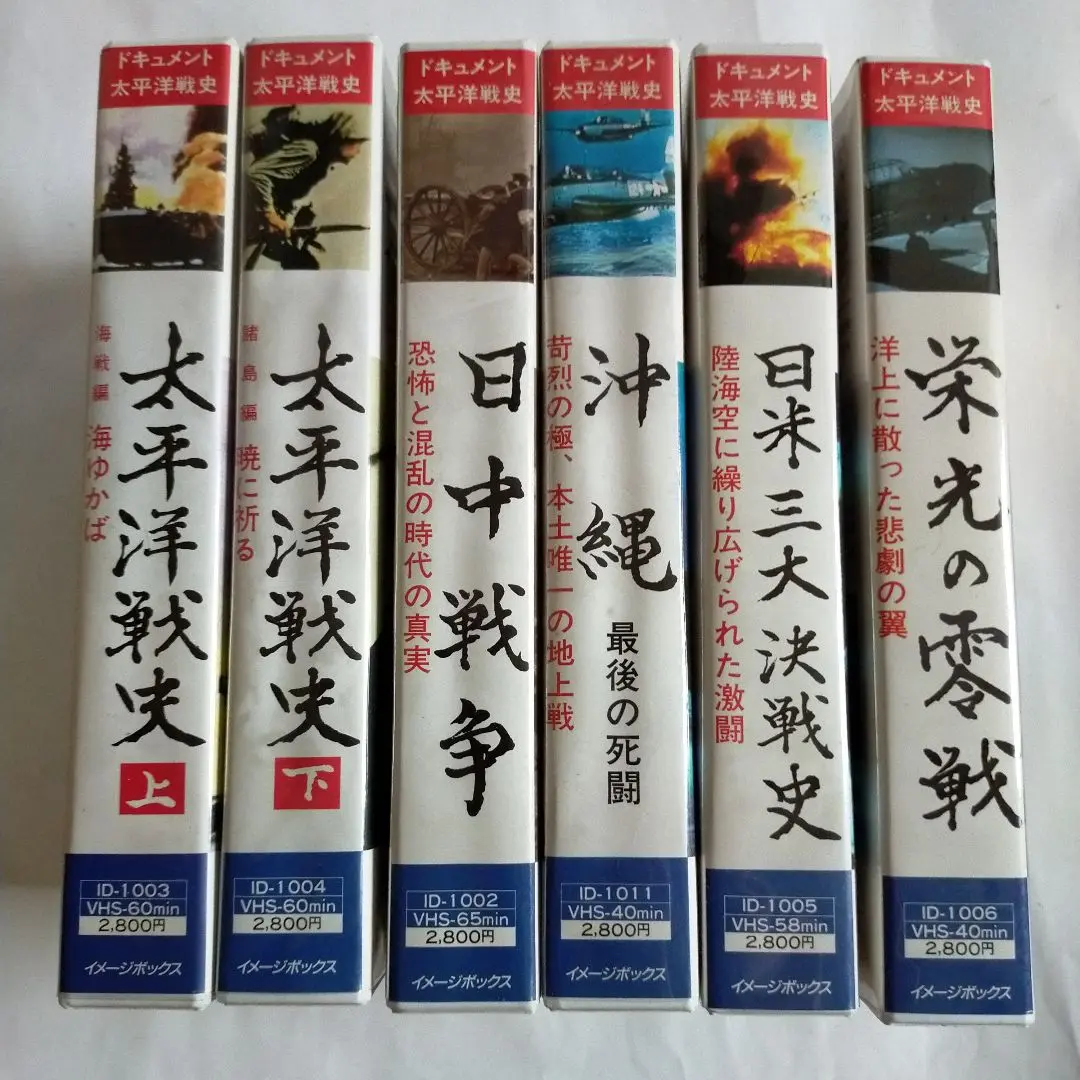 ドキュメント
太平洋戦史
太平洋戦史
上
海戦編 海ゆかば
ID-1003
VHS-60min
2,800円
イメージボックス
ドキュメント
太平洋戦史
太平洋戦史
下
諸島編 暁に祈る
ID-1004
VHS-60min
2,800円
イメージボックス
ドキュメント
太平洋戦史
日中戦争
恐怖と混乱の時代の真実
ID-1002
VHS-65min
2,800円
イメージボックス
ドキュメント
太平洋戦史
沖縄
最後の死闘
苛烈の極、本土唯一の地上戦
ID-1011
VHS-40min
2,800円
イメージボックス
ドキュメント
太平洋戦史
日米三大決戦史
陸海空に繰り広げられた激闘
ID-1005
VHS-58min
2,800円
イメージボックス
ドキュメント
太平洋戦史
栄光の零戦
洋上に散った悲劇の翼
ID-1006
VHS-40min
2,800円
イメージボックス